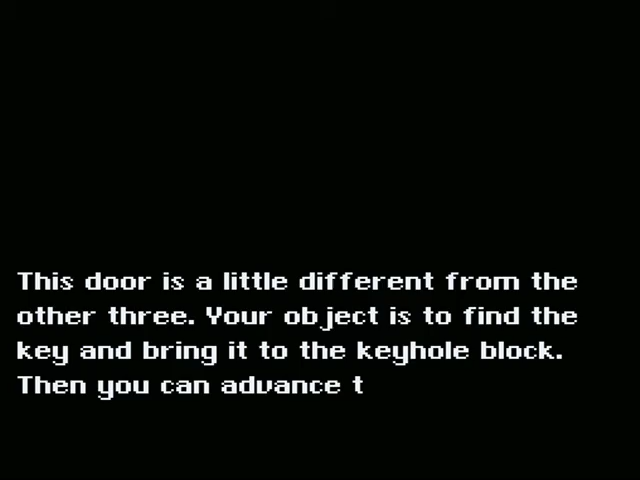 This door is a little different from the
other three. Your object is to find the
key and bring it to the keyhole block.
Then you can advance t